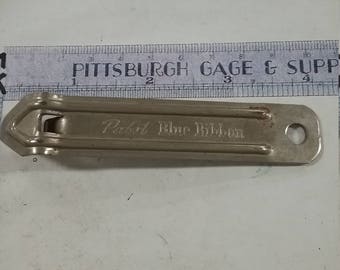 PITTSBURGH GAGE & SUPP
1 2 3 4
Pabst Blue Ribbon